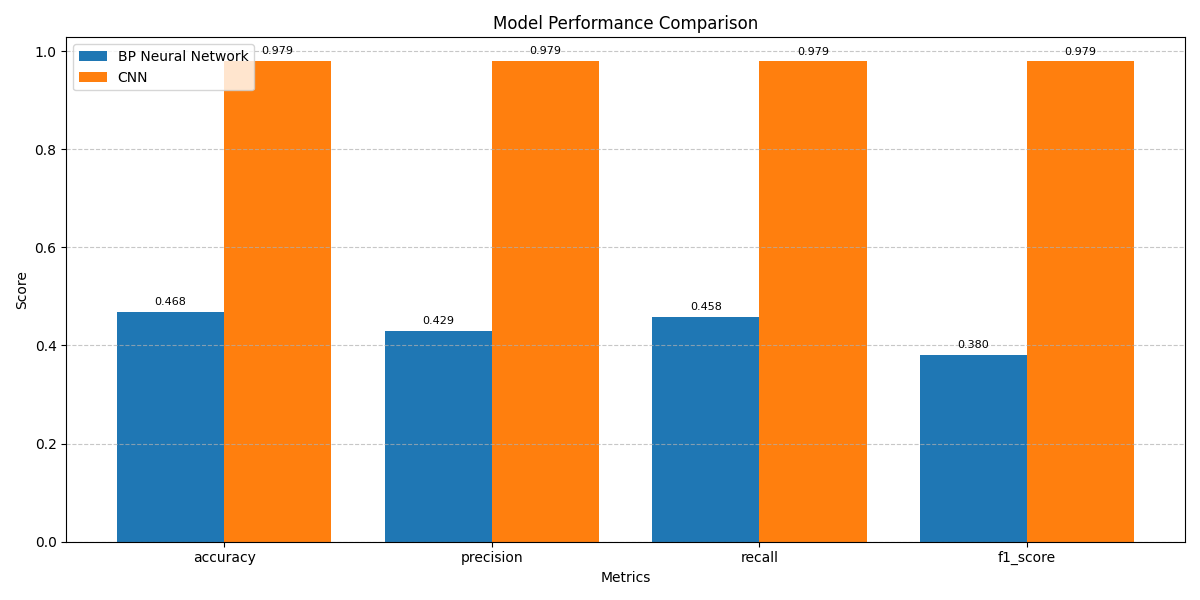 Model Performance Comparison
BP Neural Network
CNN
0.979
0.979
0.979
0.979
0.468
0.429
0.458
0.380
1.0
0.8
0.6
0.4
0.2
0.0
Score
accuracy
precision
recall
f1_score
Metrics